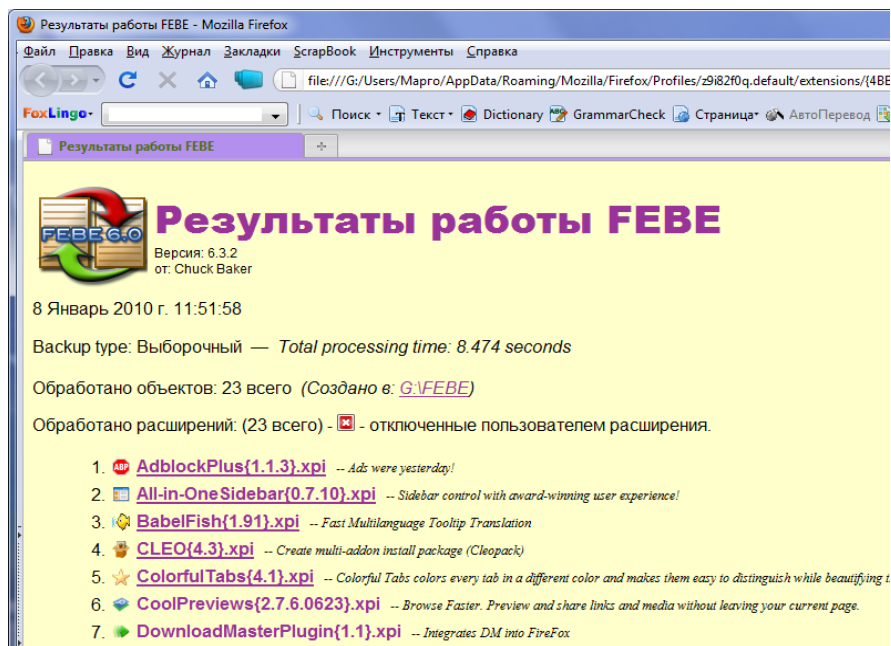 Результаты работы FEBE - Mozilla Firefox
Файл Правка Вид Журнал Закладки ScrapBook Инструменты Справка
file:///G:/Users/Mapro/AppData/Roaming/Mozilla/Firefox/Profiles/z9i82f0q.default/extensions/{4BB
FoxLingo Поиск Текст Dictionary GrammarCheck Страница АвтоПеревод
Результаты работы FEBE
FEBE 6.0
Результаты работы FEBE
Версия: 6.3.2
от: Chuck Baker
8 Январь 2010 г. 11:51:58
Backup type: Выборочный — Total processing time: 8.474 seconds
Обработано объектов: 23 всего (Создано в: G:\FEBE)
Обработано расширений: (23 всего) - - отключенные пользователем расширения.
1. ABP AdblockPlus{1.1.3}.xpi -- Ads were yesterday!
2. All-in-OneSidebar{0.7.10}.xpi -- Sidebar control with award-winning user experience!
3. BabelFish{1.91}.xpi -- Fast Multilanguage Tooltip Translation
4. CLEO{4.3}.xpi -- Create multi-addon install package (Cleopack)
5. ColorfulTabs{4.1}.xpi -- Colorful Tabs colors every tab in a different color and makes them easy to distinguish while beautifying t
6. CoolPreviews{2.7.6.0623}.xpi -- Browse Faster. Preview and share links and media without leaving your current page.
7. DownloadMasterPlugin{1.1}.xpi -- Integrates DM into FireFox